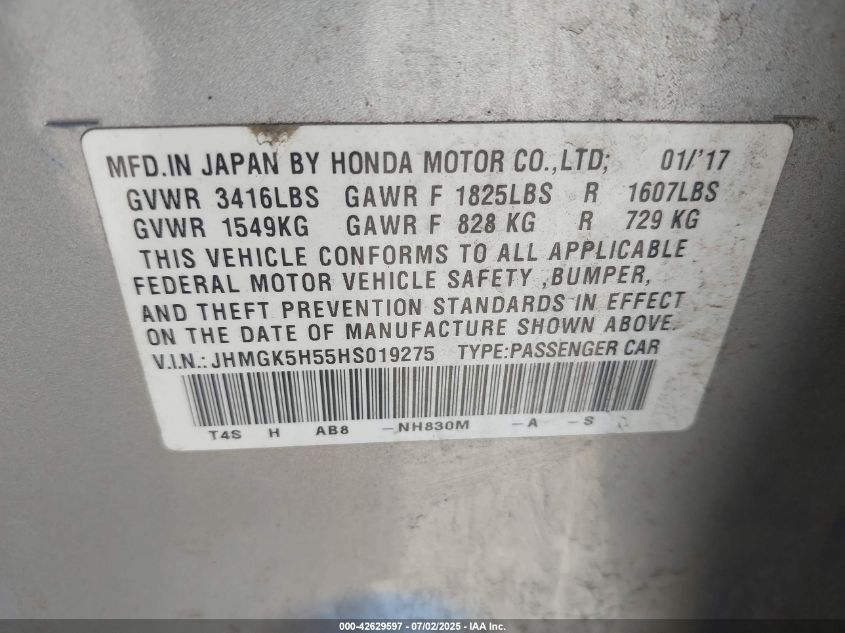 MFD.IN JAPAN BY HONDA MOTOR CO.,LTD; 01/'17
GVWR 3416LBS GAWR F 1825LBS R 1607LBS
GVWR 1549KG GAWR F 828 KG R 729 KG
THIS VEHICLE CONFORMS TO ALL APPLICABLE
FEDERAL MOTOR VEHICLE SAFETY ,BUMPER,
AND THEFT PREVENTION STANDARDS IN EFFECT
ON THE DATE OF MANUFACTURE SHOWN ABOVE.
V.I.N.: JHMGK5H55HS019275 TYPE:PASSENGER CAR
T4S H AB8 -NH830M -A -S
000-42629597 - 07/02/2025 - IAA Inc.